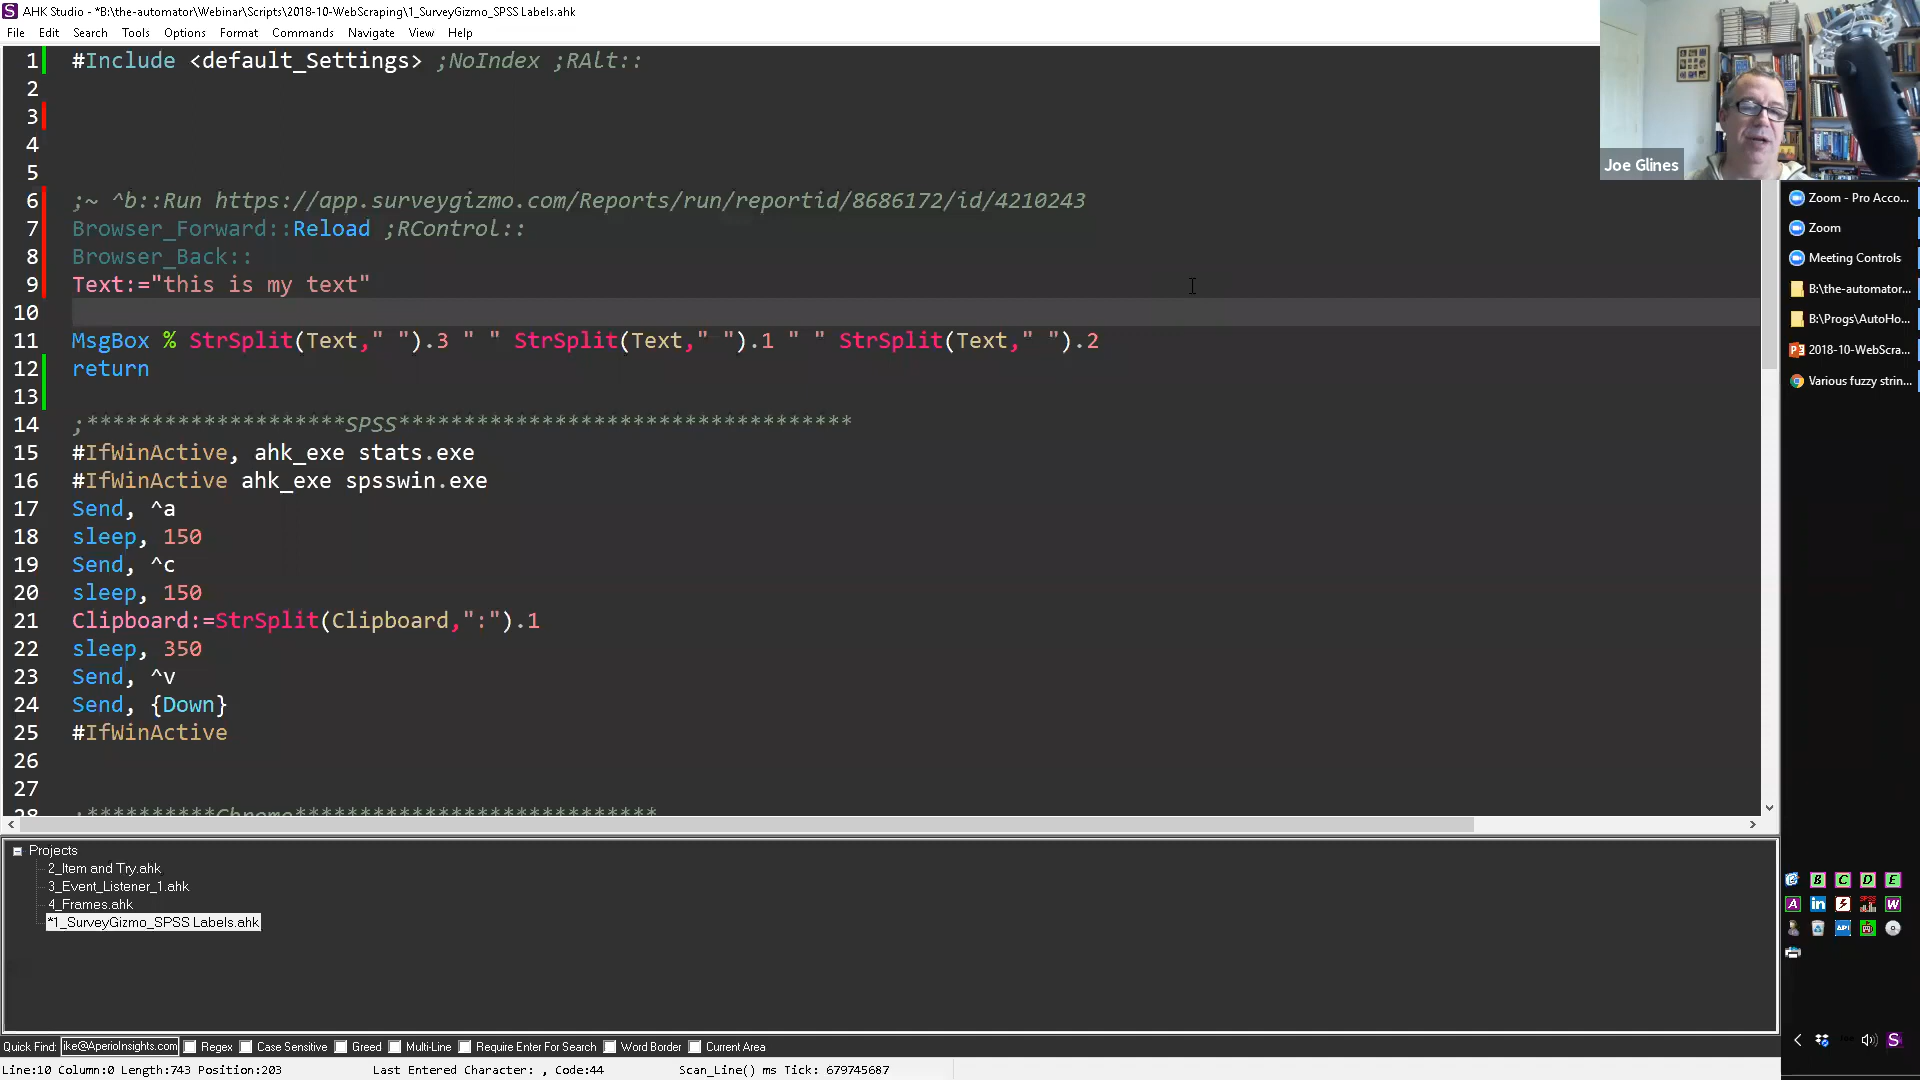 AHK Studio - *B:\the-automator\Webinar\Scripts\2018-10-WebScraping\1_SurveyGizmo_SPSS Labels.ahk
File Edit Search Tools Options Format Commands Navigate View Help
1 #Include <default_Settings> ;NoIndex ;RAlt::
2
3
4
5
6 ;~ ^b::Run https://app.surveygizmo.com/Reports/run/reportid/8686172/id/4210243
7 Browser_Forward::Reload ;RControl::
8 Browser_Back::
9 Text:="this is my text"
10
11 MsgBox % StrSplit(Text," ").3 " " StrSplit(Text," ").1 " " StrSplit(Text," ").2
12 return
13
14 ;********************SPSS***********************************
15 #IfWinActive, ahk_exe stats.exe
16 #IfWinActive ahk_exe spsswin.exe
17 Send, ^a
18 sleep, 150
19 Send, ^c
20 sleep, 150
21 Clipboard:=StrSplit(Clipboard,":").1
22 sleep, 350
23 Send, ^v
24 Send, {Down}
25 #IfWinActive
26
27
28 ;**********Chrome****************************
Joe Glines
Zoom - Pro Acco...
Zoom
Meeting Controls
B:\the-automator...
B:\Progs\AutoHo...
2018-10-WebScra...
Various fuzzy strin...
Projects
2_Item and Try.ahk
3_Event_Listener_1.ahk
4_Frames.ahk
*1_SurveyGizmo_SPSS Labels.ahk
B C D E
A in SPSS W
API
Quick Find: ike@AperioInsights.com Regex Case Sensitive Greed Multi-Line Require Enter For Search Word Border Current Area
Line:10 Column:0 Length:743 Position:203 Last Entered Character: , Code:44 Scan_Line() ms Tick: 679745687